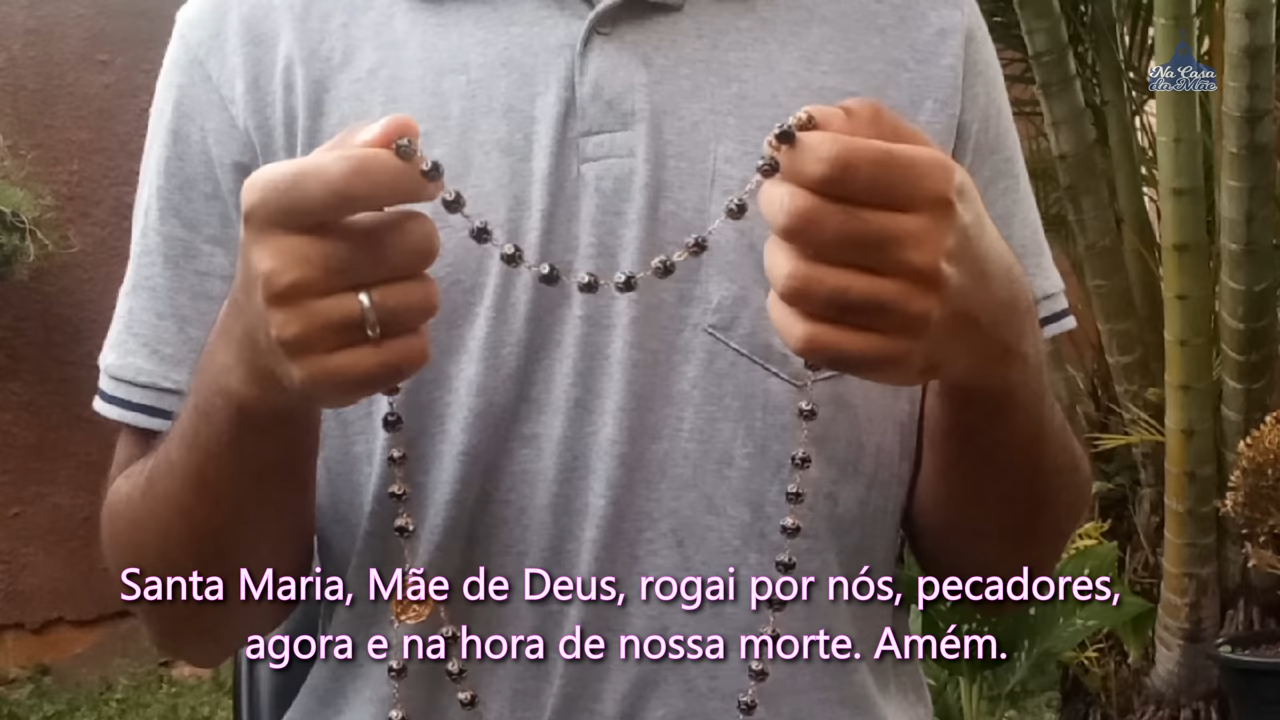 Na Casa
da Mãe
Santa Maria, Mãe de Deus, rogai por nós, pecadores,
agora e na hora de nossa morte. Amém.